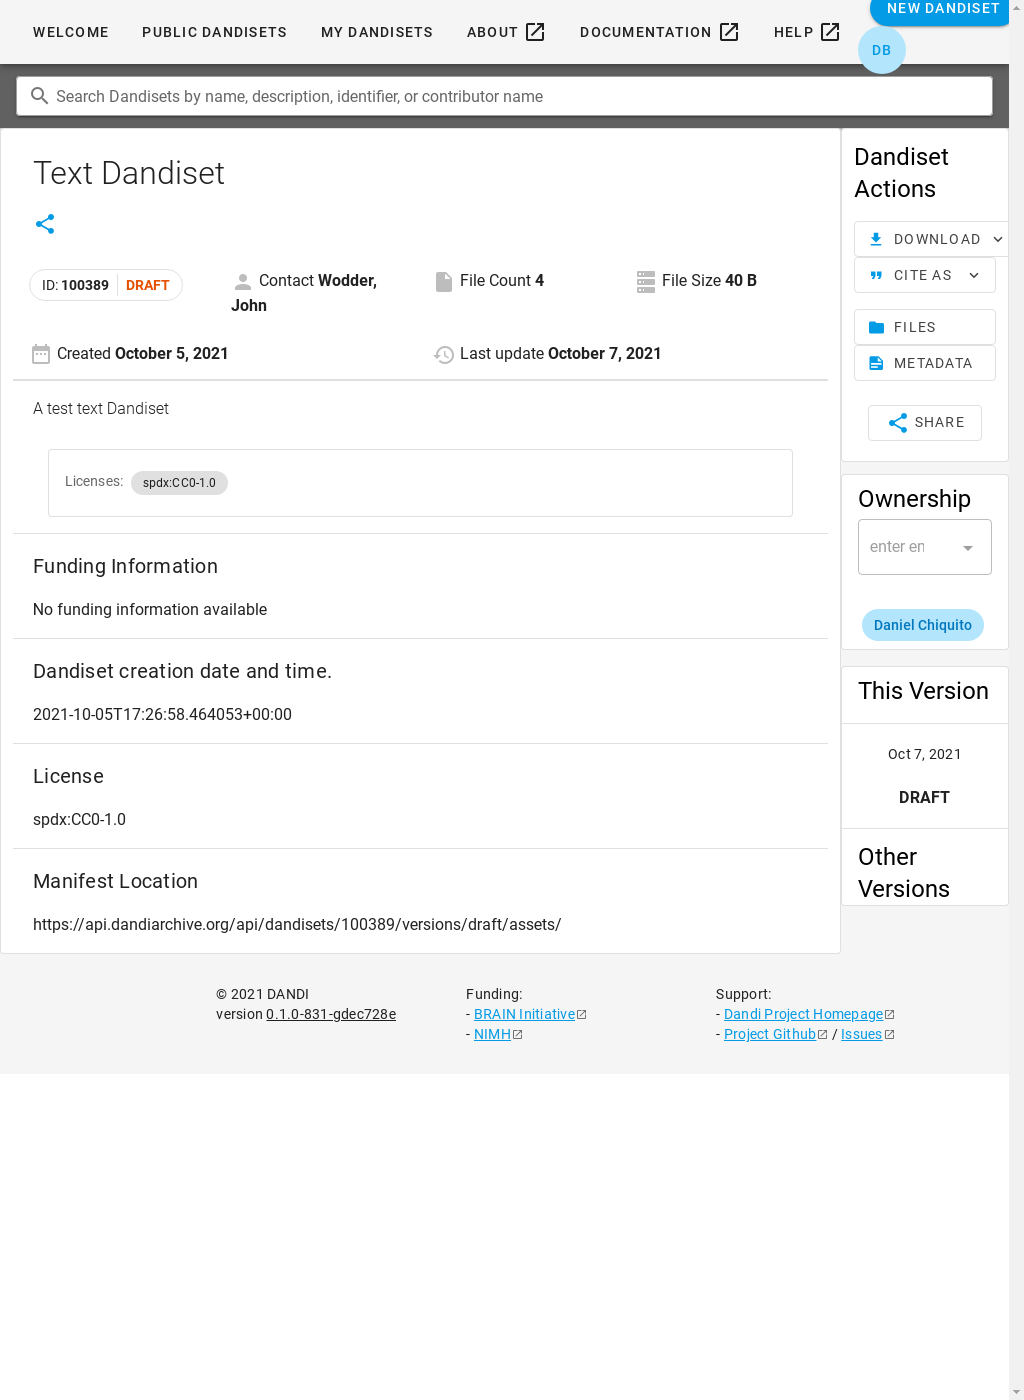 WELCOME PUBLIC DANDISETS MY DANDISETS ABOUT DOCUMENTATION HELP NEW DANDISET
DB
Search Dandisets by name, description, identifier, or contributor name
Text Dandiset
ID: 100389 DRAFT
Contact Wodder,
John
File Count 4
File Size 40 B
Created October 5, 2021
Last update October 7, 2021
A test text Dandiset
Licenses: spdx:CC0-1.0
Funding Information
No funding information available
Dandiset creation date and time.
2021-10-05T17:26:58.464053+00:00
License
spdx:CC0-1.0
Manifest Location
https://api.dandiarchive.org/api/dandisets/100389/versions/draft/assets/
Dandiset
Actions
DOWNLOAD
CITE AS
FILES
METADATA
SHARE
Ownership
enter en
Daniel Chiquito
This Version
Oct 7, 2021
DRAFT
Other
Versions
© 2021 DANDI
version 0.1.0-831-gdec728e
Funding:
- BRAIN Initiative
- NIMH
Support:
- Dandi Project Homepage
- Project Github / Issues